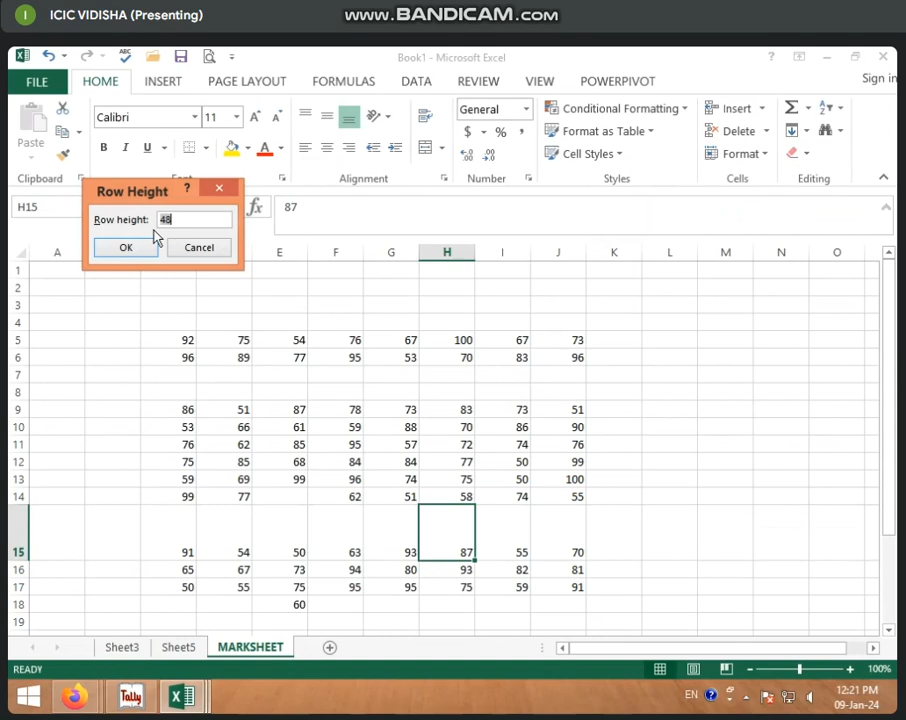 I ICIC VIDISHA (Presenting) www.BANDICAM.com
Book1 - Microsoft Excel
FILE HOME INSERT PAGE LAYOUT FORMULAS DATA REVIEW VIEW POWERPIVOT Sign in
Paste Calibri 11 General Conditional Formatting Insert
B I U $ % , Format as Table Delete
Cell Styles Format
Clipboard Alignment Number Styles Cells Editing
Row Height ?
H15 fx 87
Row height: 48
OK Cancel
A E F G H I J K L M N O
1
2
3
4
5 92 75 54 76 67 100 67 73
6 96 89 77 95 53 70 83 96
7
8
9 86 51 87 78 73 83 73 51
10 53 66 61 59 88 70 86 90
11 76 62 85 95 57 72 74 76
12 75 85 68 84 84 77 50 99
13 59 69 99 96 74 75 50 100
14 99 77 62 51 58 74 55
15 91 54 50 63 93 87 55 70
16 65 67 73 94 80 93 82 81
17 50 55 75 95 95 75 59 91
18 60
19
Sheet3 Sheet5 MARKSHEET
READY 100%
Tally EN 12:21 PM
09-Jan-24